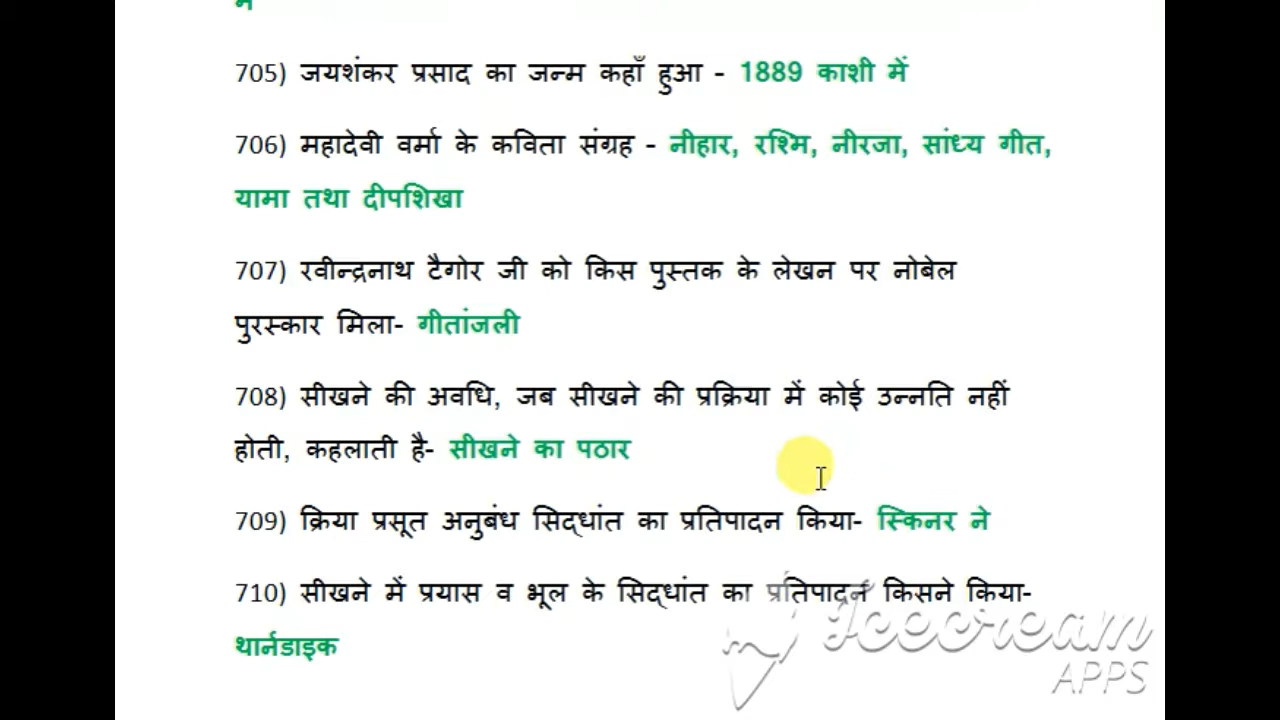 में
705) जयशंकर प्रसाद का जन्म कहाँ हुआ - 1889 काशी में
706) महादेवी वर्मा के कविता संग्रह - नीहार, रश्मि, नीरजा, सांध्य गीत,
यामा तथा दीपशिखा
707) रवीन्द्रनाथ टैगोर जी को किस पुस्तक के लेखन पर नोबेल
पुरस्कार मिला- गीतांजली
708) सीखने की अवधि, जब सीखने की प्रक्रिया में कोई उन्नति नहीं
होती, कहलाती है- सीखने का पठार
709) क्रिया प्रसूत अनुबंध सिद्धांत का प्रतिपादन किया- स्किनर ने
710) सीखने में प्रयास व भूल के सिद्धांत का प्रतिपादन किसने किया-
थार्नडाइक
Icecream
APPS